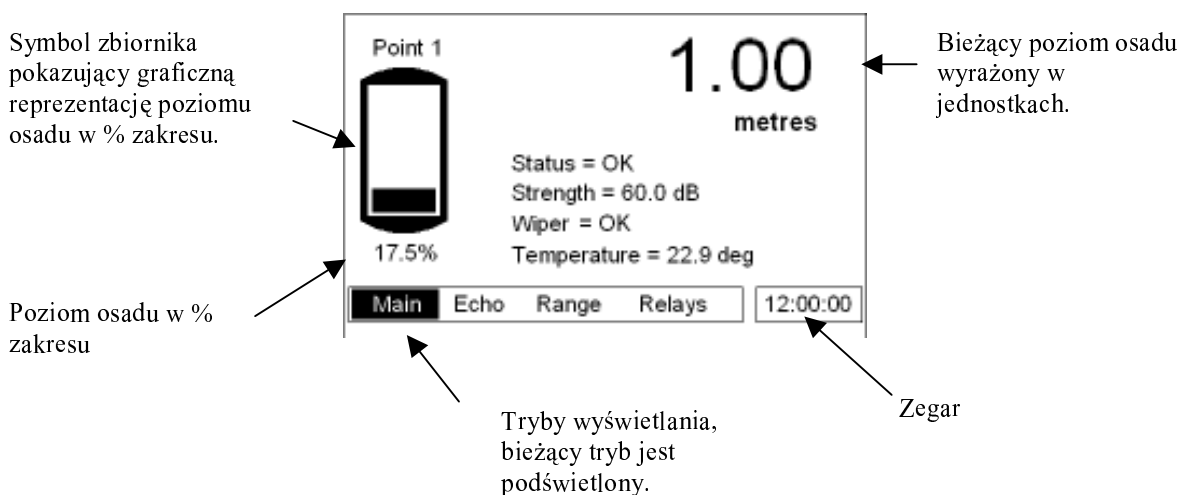 Symbol zbiornika
pokazujący graficzną
reprezentację poziomu
osadu w % zakresu.
Poziom osadu w %
zakresu
Point 1
17.5%
1.00
metres
Status = OK
Strength = 60.0 dB
Wiper = OK
Temperature = 22.9 deg
Main Echo Range Relays 12:00:00
Bieżący poziom osadu
wyrażony w
jednostkach.
Tryby wyświetlania,
bieżący tryb jest
podświetlony.
Zegar